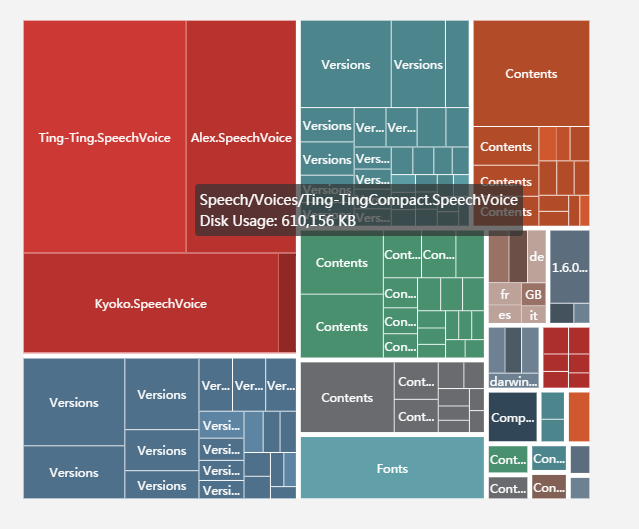 Ting-Ting.SpeechVoice
Alex.SpeechVoice
Kyoko.SpeechVoice
Versions
Versions
Versions
Ver...
Ver...
Versions
Vers...
Vers...
Contents
Contents
Contents
Contents
Speech/Voices/Ting-TingCompact.SpeechVoice
Disk Usage: 610,156 KB
Contents
Cont...
Con...
Con...
Contents
Con...
Con...
de
fr
GB
es
it
1.6.0...
darwin...
Versions
Versions
Versions
Versions
Versions
Ver...
Ver...
Ver...
Versi...
Versi...
Versi...
Versi...
Contents
Cont...
Cont...
Fonts
Comp...
Cont...
Con...
Cont...
Con...